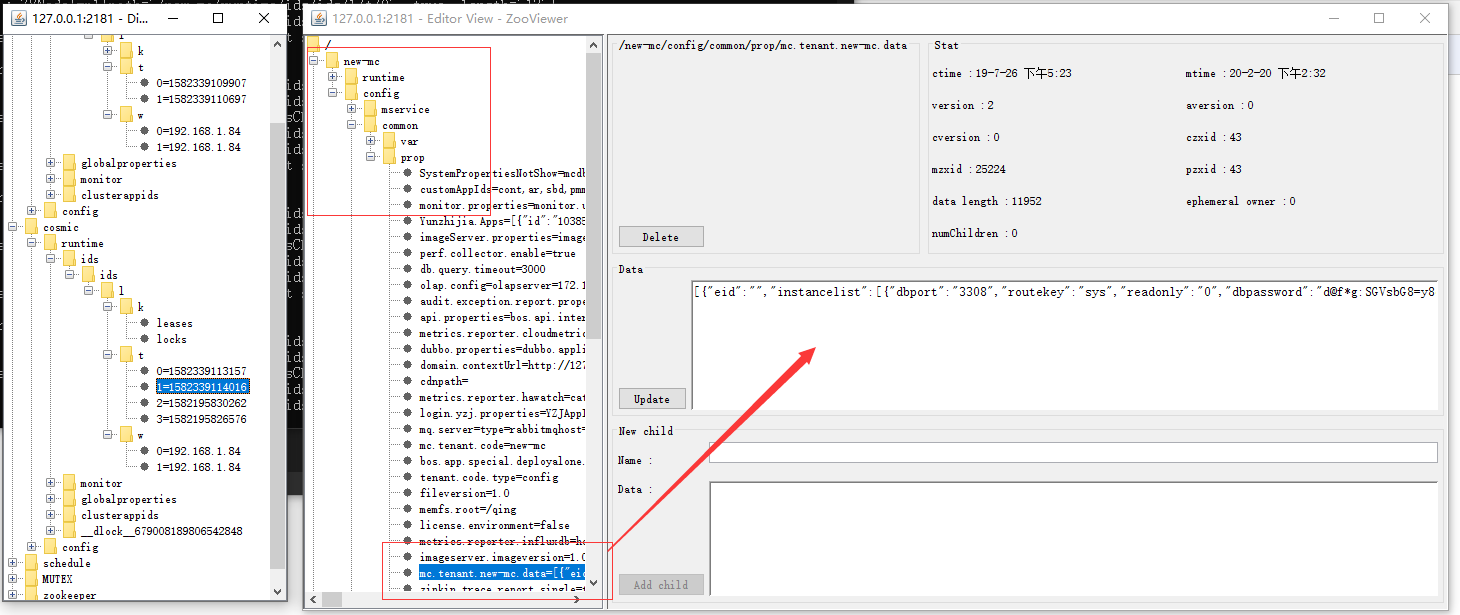 127.0.0.1:2181 - Di...
k
t
0=1582339109907
1=1582339110697
w
0=192.168.1.84
1=192.168.1.84
globalproperties
monitor
clusterappids
config
cosmic
runtime
ids
ids
l
k
leases
locks
t
0=1582339113157
1=1582339114016
2=1582195830262
3=1582195826576
w
0=192.168.1.84
1=192.168.1.84
monitor
globalproperties
clusterappids
__dlock__679008189806542848
config
schedule
MUTEX
zookeeper
127.0.0.1:2181 - Editor View - ZooViewer
/
new-mc
runtime
config
mservice
common
var
prop
SystemPropertiesNotShow=mcdb
customAppIds=cont,ar,sbd,pmm
monitor.properties=monitor.u
Yunzhijia.Apps=[{"id":"10385
imageServer.properties=image
perf.collector.enable=true
db.query.timeout=3000
olap.config=olapserver=172.1
audit.exception.report.prope
api.properties=bos.api.inter
metrics.reporter.cloudmetric
dubbo.properties=dubbo.appli
domain.contextUrl=http://127
cdnpath=
metrics.reporter.hawatch=cat
login.yzj.properties=YZJAppI
mq.server=type=rabbitmqhost=
mc.tenant.code=new-mc
bos.app.special.deployalone.
tenant.code.type=config
fileversion=1.0
memfs.root=/qing
license.environment=false
metrics.reporter.influxdb=ho
imageserver.imageversion=1.0
mc.tenant.new-mc.data=[{"eid
zipkin.trace.report.single=t
/new-mc/config/common/prop/mc.tenant.new-mc.data
Delete
Stat
ctime : 19-7-26 下午5:23
mtime : 20-2-20 下午2:32
version : 2
aversion : 0
cversion : 0
czxid : 43
mzxid : 25224
pzxid : 43
data length : 11952
ephemeral owner : 0
numChildren : 0
Data
[{"eid":"","instancelist":[{"dbport":"3308","routekey":"sys","readonly":"0","dbpassword":"d@f*g:SGVsbG8=y8
Update
New child
Name :
Data :
Add child